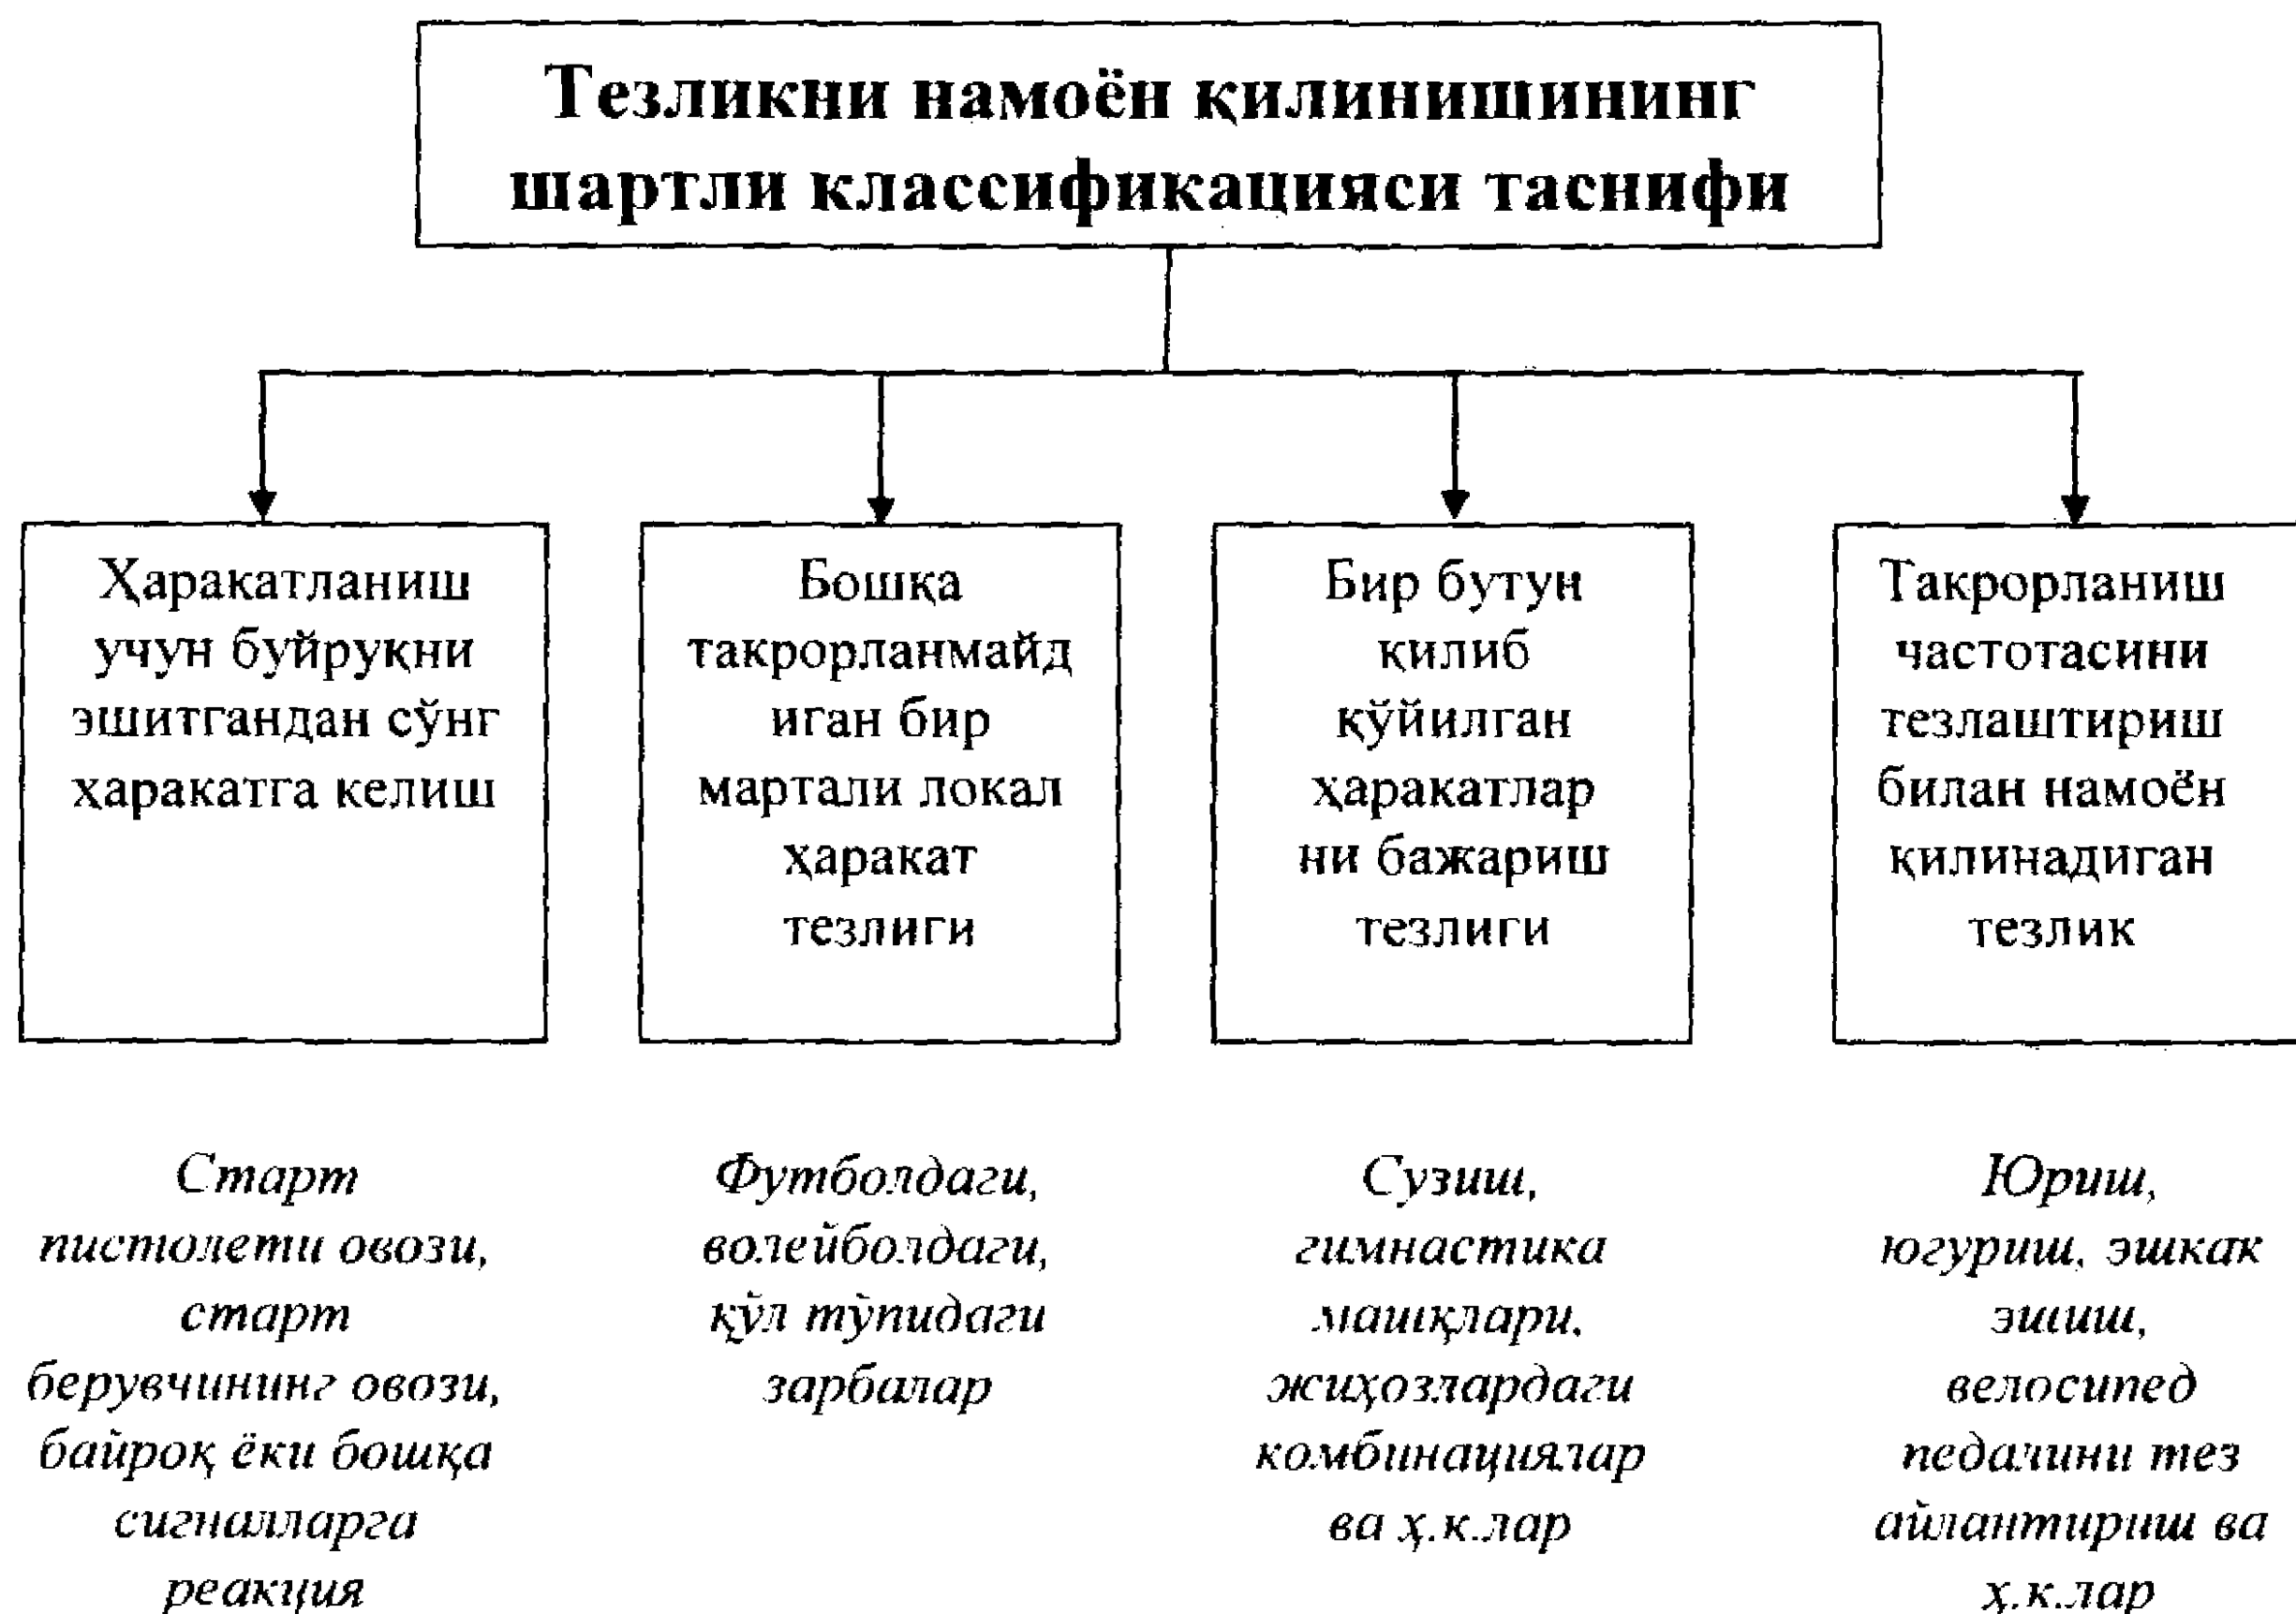 Тезликни намоён қилинишининг
шартли классификацияси таснифи
Ҳаракатланиш
учун буйруқни
эшитгандан сўнг
ҳаракатга келиш
Бошқа
такрорланмайд
иган бир
мартали локал
ҳаракат
тезлиги
Бир бутун
қилиб
қўйилган
ҳаракатлар
ни бажариш
тезлиги
Такрорланиш
частотасини
тезлаштириш
билан намоён
қилинадиган
тезлик
Старт
пистолети овози,
старт
берувчининг овози,
байроқ ёки бошқа
сигналларга
реакция
Футболдаги,
волейболдаги,
қўл тўпидаги
зарбалар
Сузиш,
гимнастика
машқлари,
жиҳозлардаги
комбинациялар
ва ҳ.к.лар
Юриш,
югуриш, эшкак
эшиш,
велосипед
педалини тез
айлантириш ва
ҳ.к.лар